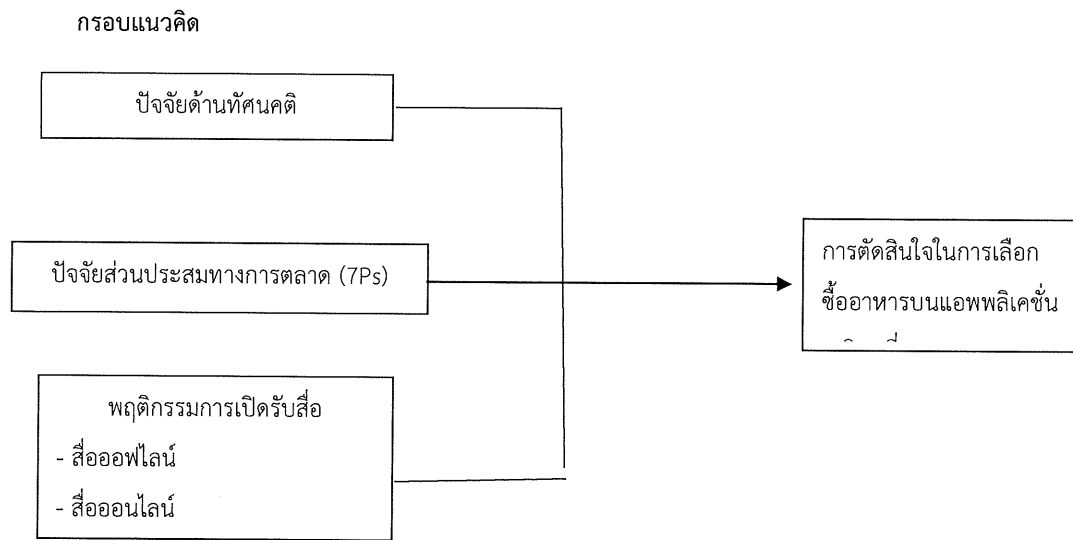 กรอบแนวคิด
ปัจจัยด้านทัศนคติ
ปัจจัยส่วนประสมทางการตลาด (7Ps)
การตัดสินใจในการเลือก
ซื้ออาหารบนแอพพลิเคชั่น
พฤติกรรมการเปิดรับสื่อ
- สื่อออฟไลน์
- สื่อออนไลน์